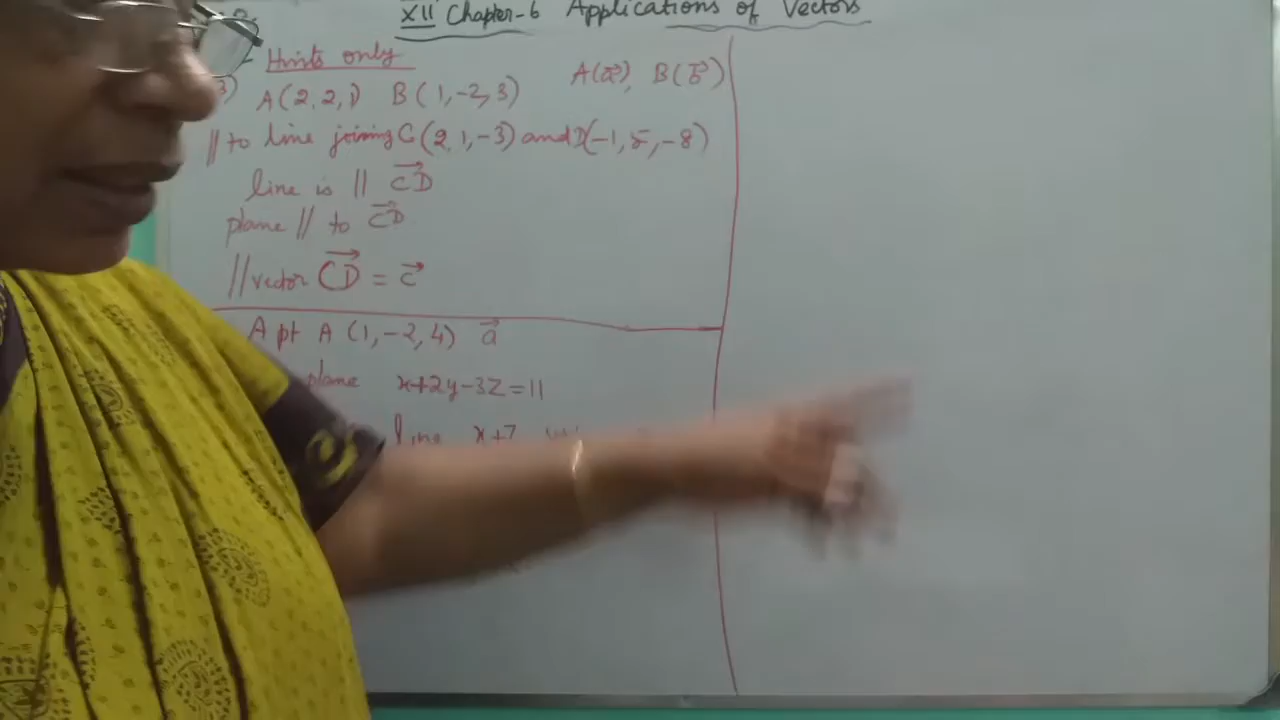 XII Chapter-6 Applications of Vectors
Hints only
3) A(2,2,1) B(1,-2,3) A(a⃗), B(b⃗)
// to line joining C(2,1,-3) and D(-1,5,-8)
line is || CD⃗
plane // to CD⃗
// vector CD⃗ = c⃗
A pt A (1,-2,4) a⃗
plane x+2y-3z=11
line x+7